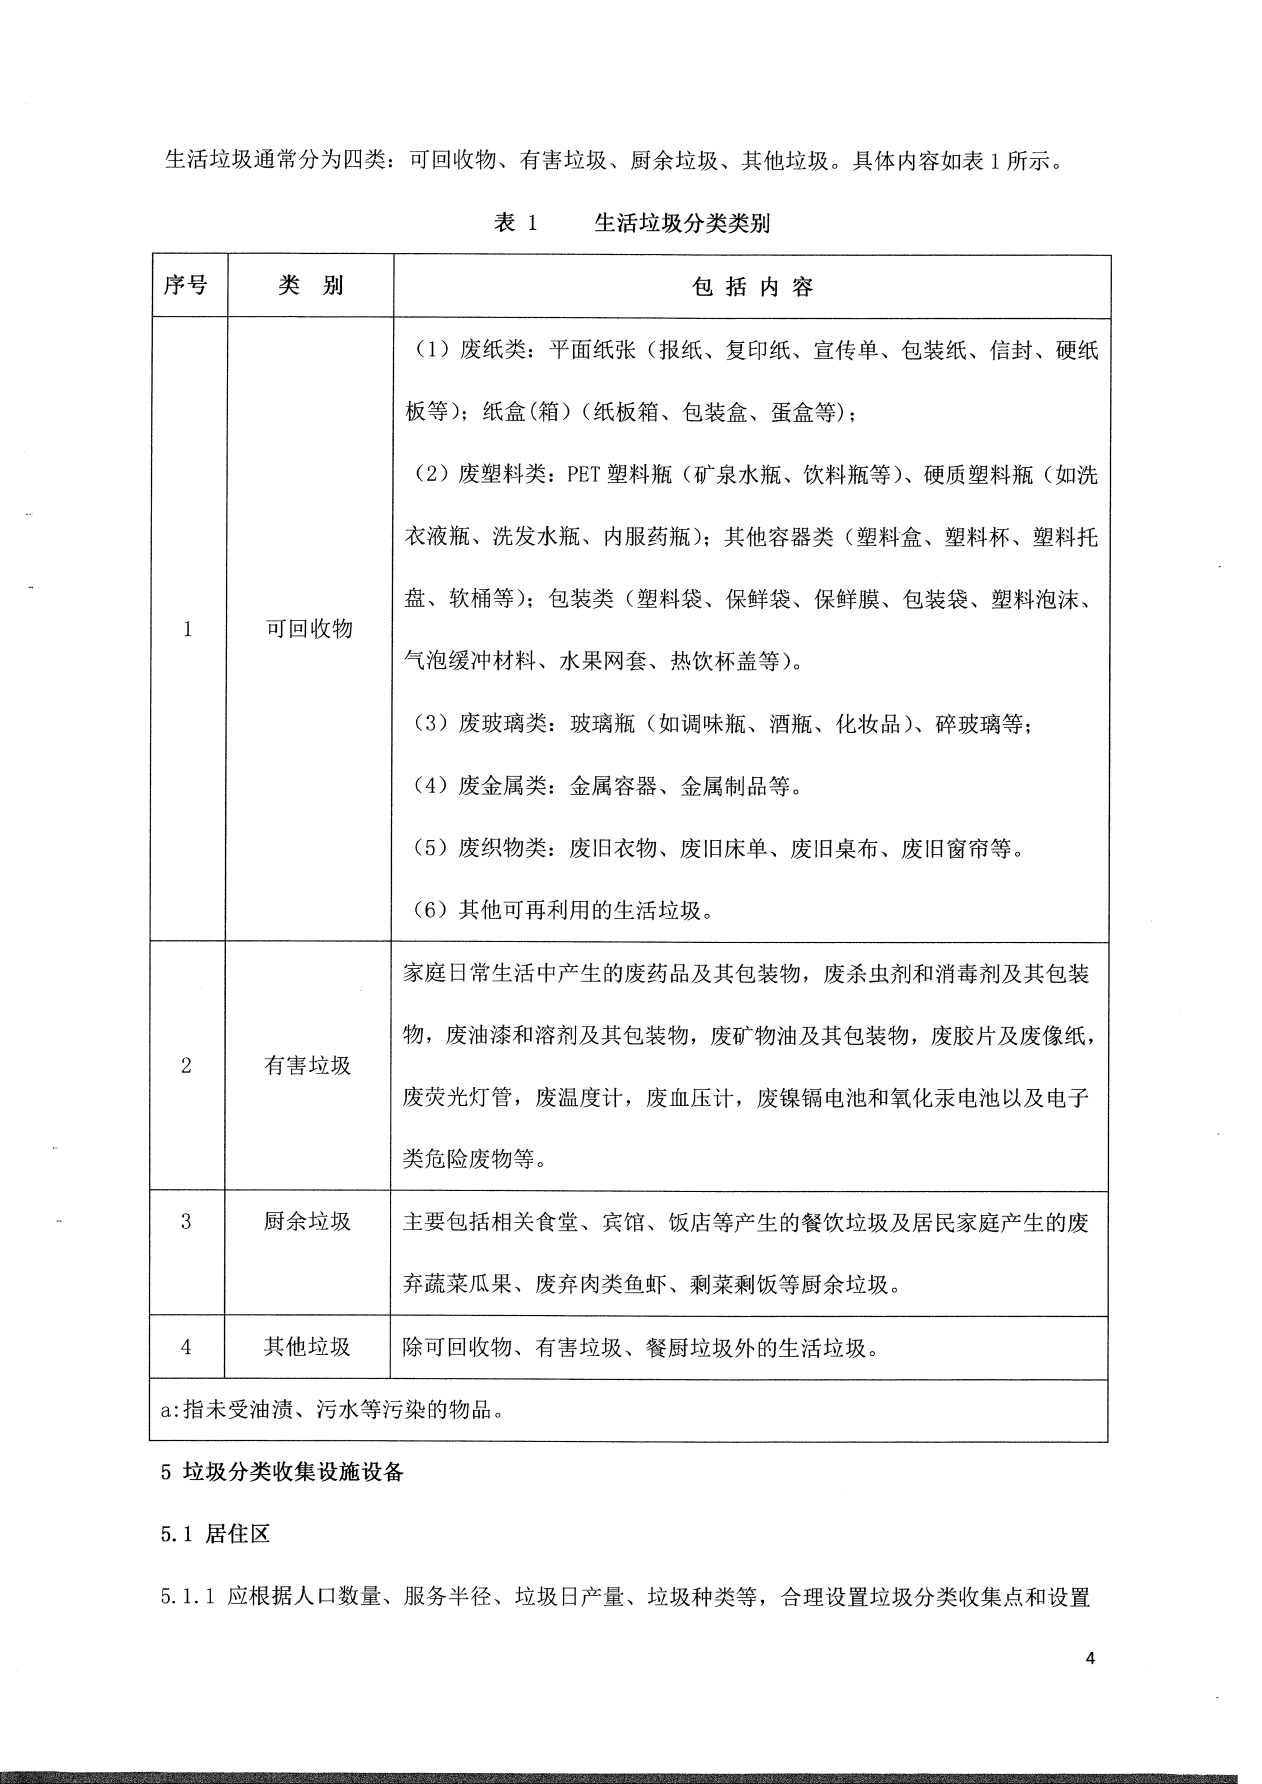 生活垃圾通常分为四类：可回收物、有害垃圾、厨余垃圾、其他垃圾。具体内容如表 1 所示。
表 1 生活垃圾分类类别
序号 类 别 包 括 内 容
1 可回收物
（1）废纸类：平面纸张（报纸、复印纸、宣传单、包装纸、信封、硬纸
板等）；纸盒(箱)（纸板箱、包装盒、蛋盒等）；
（2）废塑料类：PET 塑料瓶（矿泉水瓶、饮料瓶等）、硬质塑料瓶（如洗
衣液瓶、洗发水瓶、内服药瓶）；其他容器类（塑料盒、塑料杯、塑料托
盘、软桶等）；包装类（塑料袋、保鲜袋、保鲜膜、包装袋、塑料泡沫、
气泡缓冲材料、水果网套、热饮杯盖等）。
（3）废玻璃类：玻璃瓶（如调味瓶、酒瓶、化妆品）、碎玻璃等；
（4）废金属类：金属容器、金属制品等。
（5）废织物类：废旧衣物、废旧床单、废旧桌布、废旧窗帘等。
（6）其他可再利用的生活垃圾。
2 有害垃圾
家庭日常生活中产生的废药品及其包装物，废杀虫剂和消毒剂及其包装
物，废油漆和溶剂及其包装物，废矿物油及其包装物，废胶片及废像纸，
废荧光灯管，废温度计，废血压计，废镍镉电池和氧化汞电池以及电子
类危险废物等。
3 厨余垃圾 主要包括相关食堂、宾馆、饭店等产生的餐饮垃圾及居民家庭产生的废
弃蔬菜瓜果、废弃肉类鱼虾、剩菜剩饭等厨余垃圾。
4 其他垃圾 除可回收物、有害垃圾、餐厨垃圾外的生活垃圾。
a:指未受油渍、污水等污染的物品。
5 垃圾分类收集设施设备
5.1 居住区
5.1.1 应根据人口数量、服务半径、垃圾日产量、垃圾种类等，合理设置垃圾分类收集点和设置
4